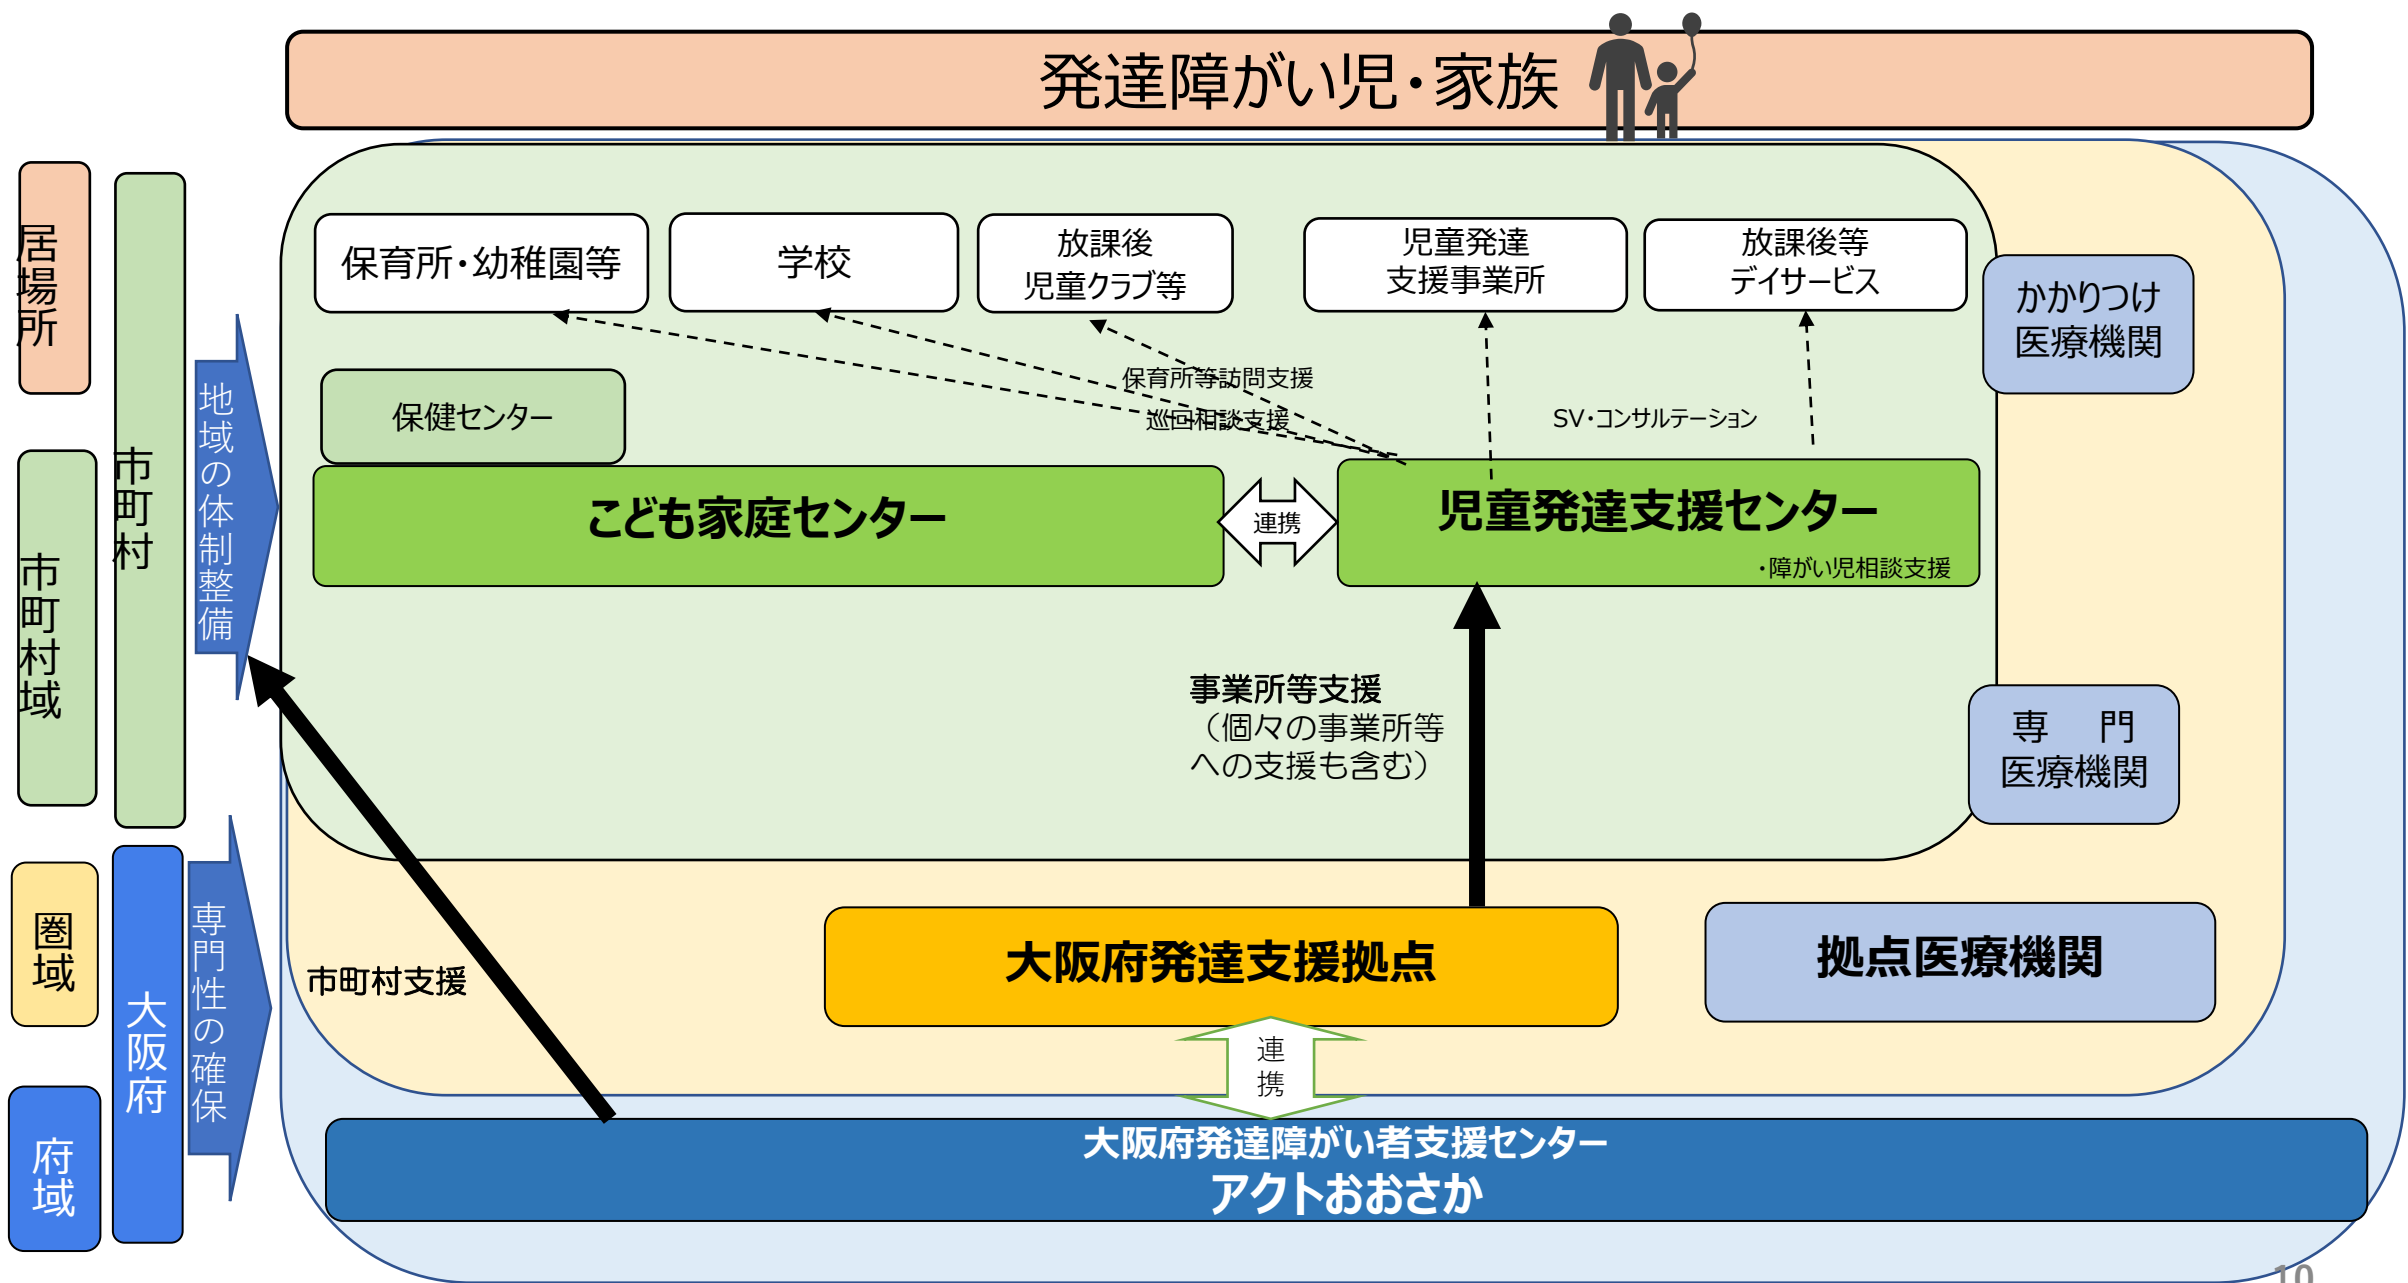 発達障がい児・家族
居場所
市町村
市町村域
圏域
大阪府
府域
地域の体制整備
専門性の確保
保育所・幼稚園等
学校
放課後
児童クラブ等
児童発達
支援事業所
放課後等
デイサービス
かかりつけ
医療機関
保育所等訪問支援
巡回相談支援
SV・コンサルテーション
保健センター
こども家庭センター
連携
児童発達支援センター
・障がい児相談支援
事業所等支援
（個々の事業所等
への支援も含む）
専　門
医療機関
市町村支援
大阪府発達支援拠点
拠点医療機関
連
携
大阪府発達障がい者支援センター
アクトおおさか
10